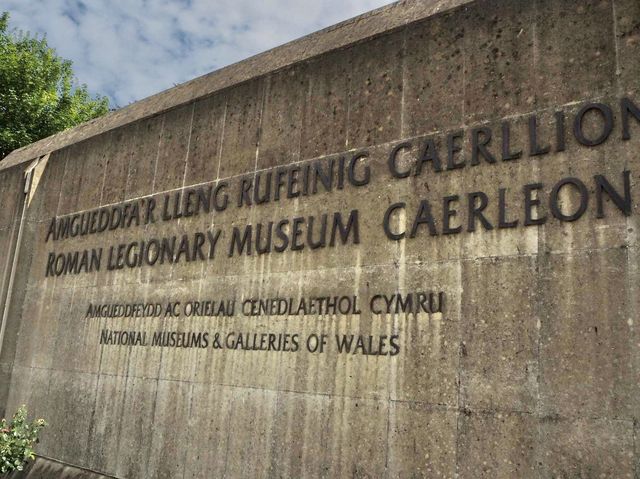 AMGUEDDFA'R LLENG RUFEINIG CAERLLION
ROMAN LEGIONARY MUSEUM CAERLEON
AMGUEDDFEYDD AC ORIELAU CENEDLAETHOL CYMRU
NATIONAL MUSEUMS & GALLERIES OF WALES